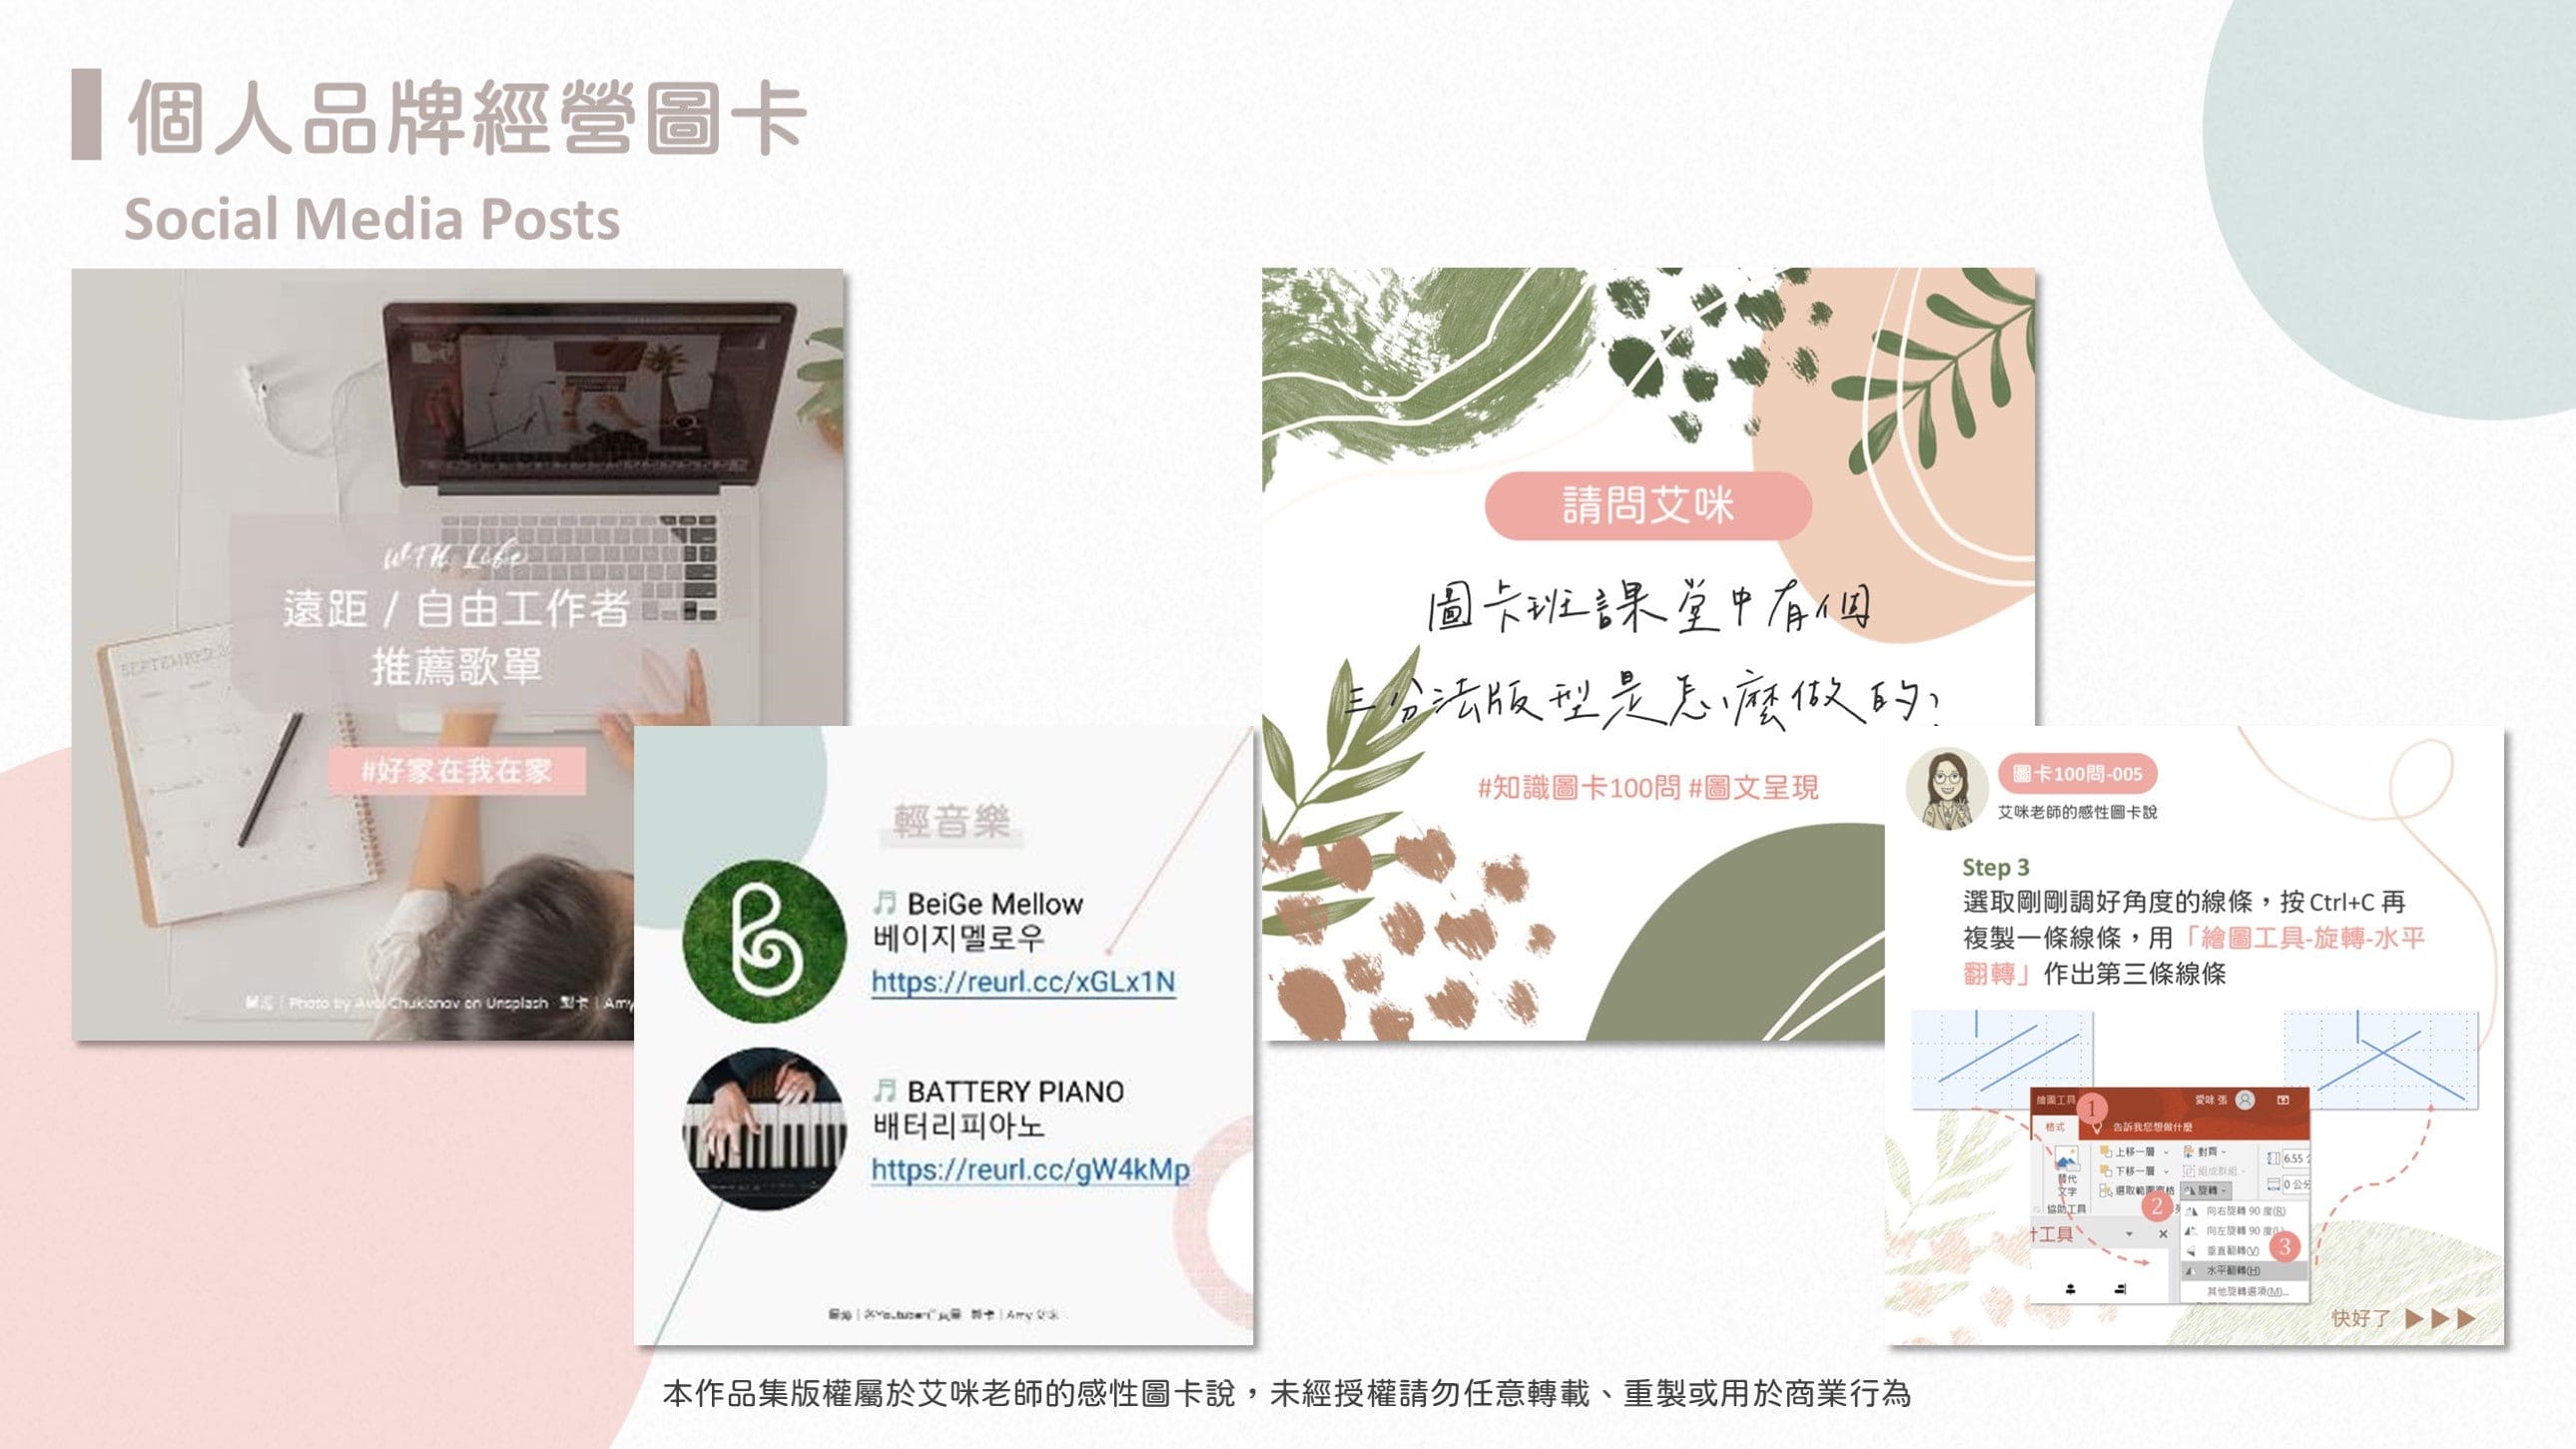 個人品牌經營圖卡
Social Media Posts
SEPTEMBER
WITH Life
遠距 / 自由工作者
推薦歌單
#好家在我在家
圖源｜Photo by Avel Chuklanov on Unsplash 製卡｜Amy
輕音樂
BeiGe Mellow
베이지멜로우
https://reurl.cc/xGLx1N
BATTERY PIANO
배터리피아노
https://reurl.cc/gW4kMp
製卡｜Amy 艾咪
請問艾咪
圖卡班課堂中有個
三分法版型是怎麼做的?
#知識圖卡100問 #圖文呈現
圖卡100問-005
艾咪老師的感性圖卡說
Step 3
選取剛剛調好角度的線條，按 Ctrl+C 再
複製一條線條，用「繪圖工具-旋轉-水平
翻轉」作出第三條線條
繪圖工具
1
愛咪 張
格式
告訴我您想做什麼
替代
文字
協助工具
上移一層
下移一層
選取範圍窗格
對齊
組成群組
旋轉
6.55
0 公分
2
計工具
向右旋轉 90 度(R)
向左旋轉 90 度(L)
垂直翻轉(V)
3
水平翻轉(H)
其他旋轉選項(M)...
快好了
本作品集版權屬於艾咪老師的感性圖卡說，未經授權請勿任意轉載、重製或用於商業行為